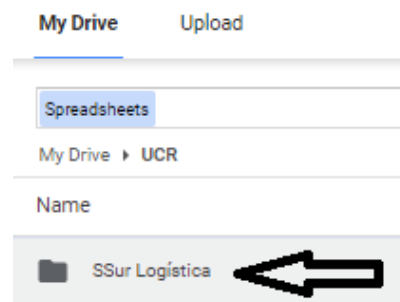 My Drive Upload
Spreadsheets
My Drive ▸ UCR
Name
SSur Logística